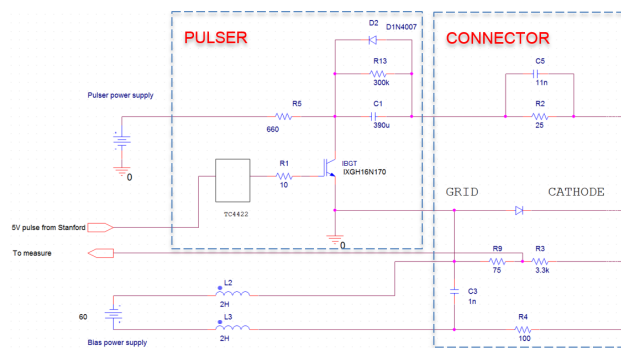 PULSER
CONNECTOR
D2
D1N4007
R13
300k
C5
11n
Pulser power supply
R5
660
C1
390u
R2
25
0
R1
10
IBGT
IXGH16N170
TC4422
GRID
CATHODE
5V pulse from Stanford
0
To measure
R9
75
R3
3.3k
L2
2H
C3
1n
60
L3
2H
R4
100
Bias power supply